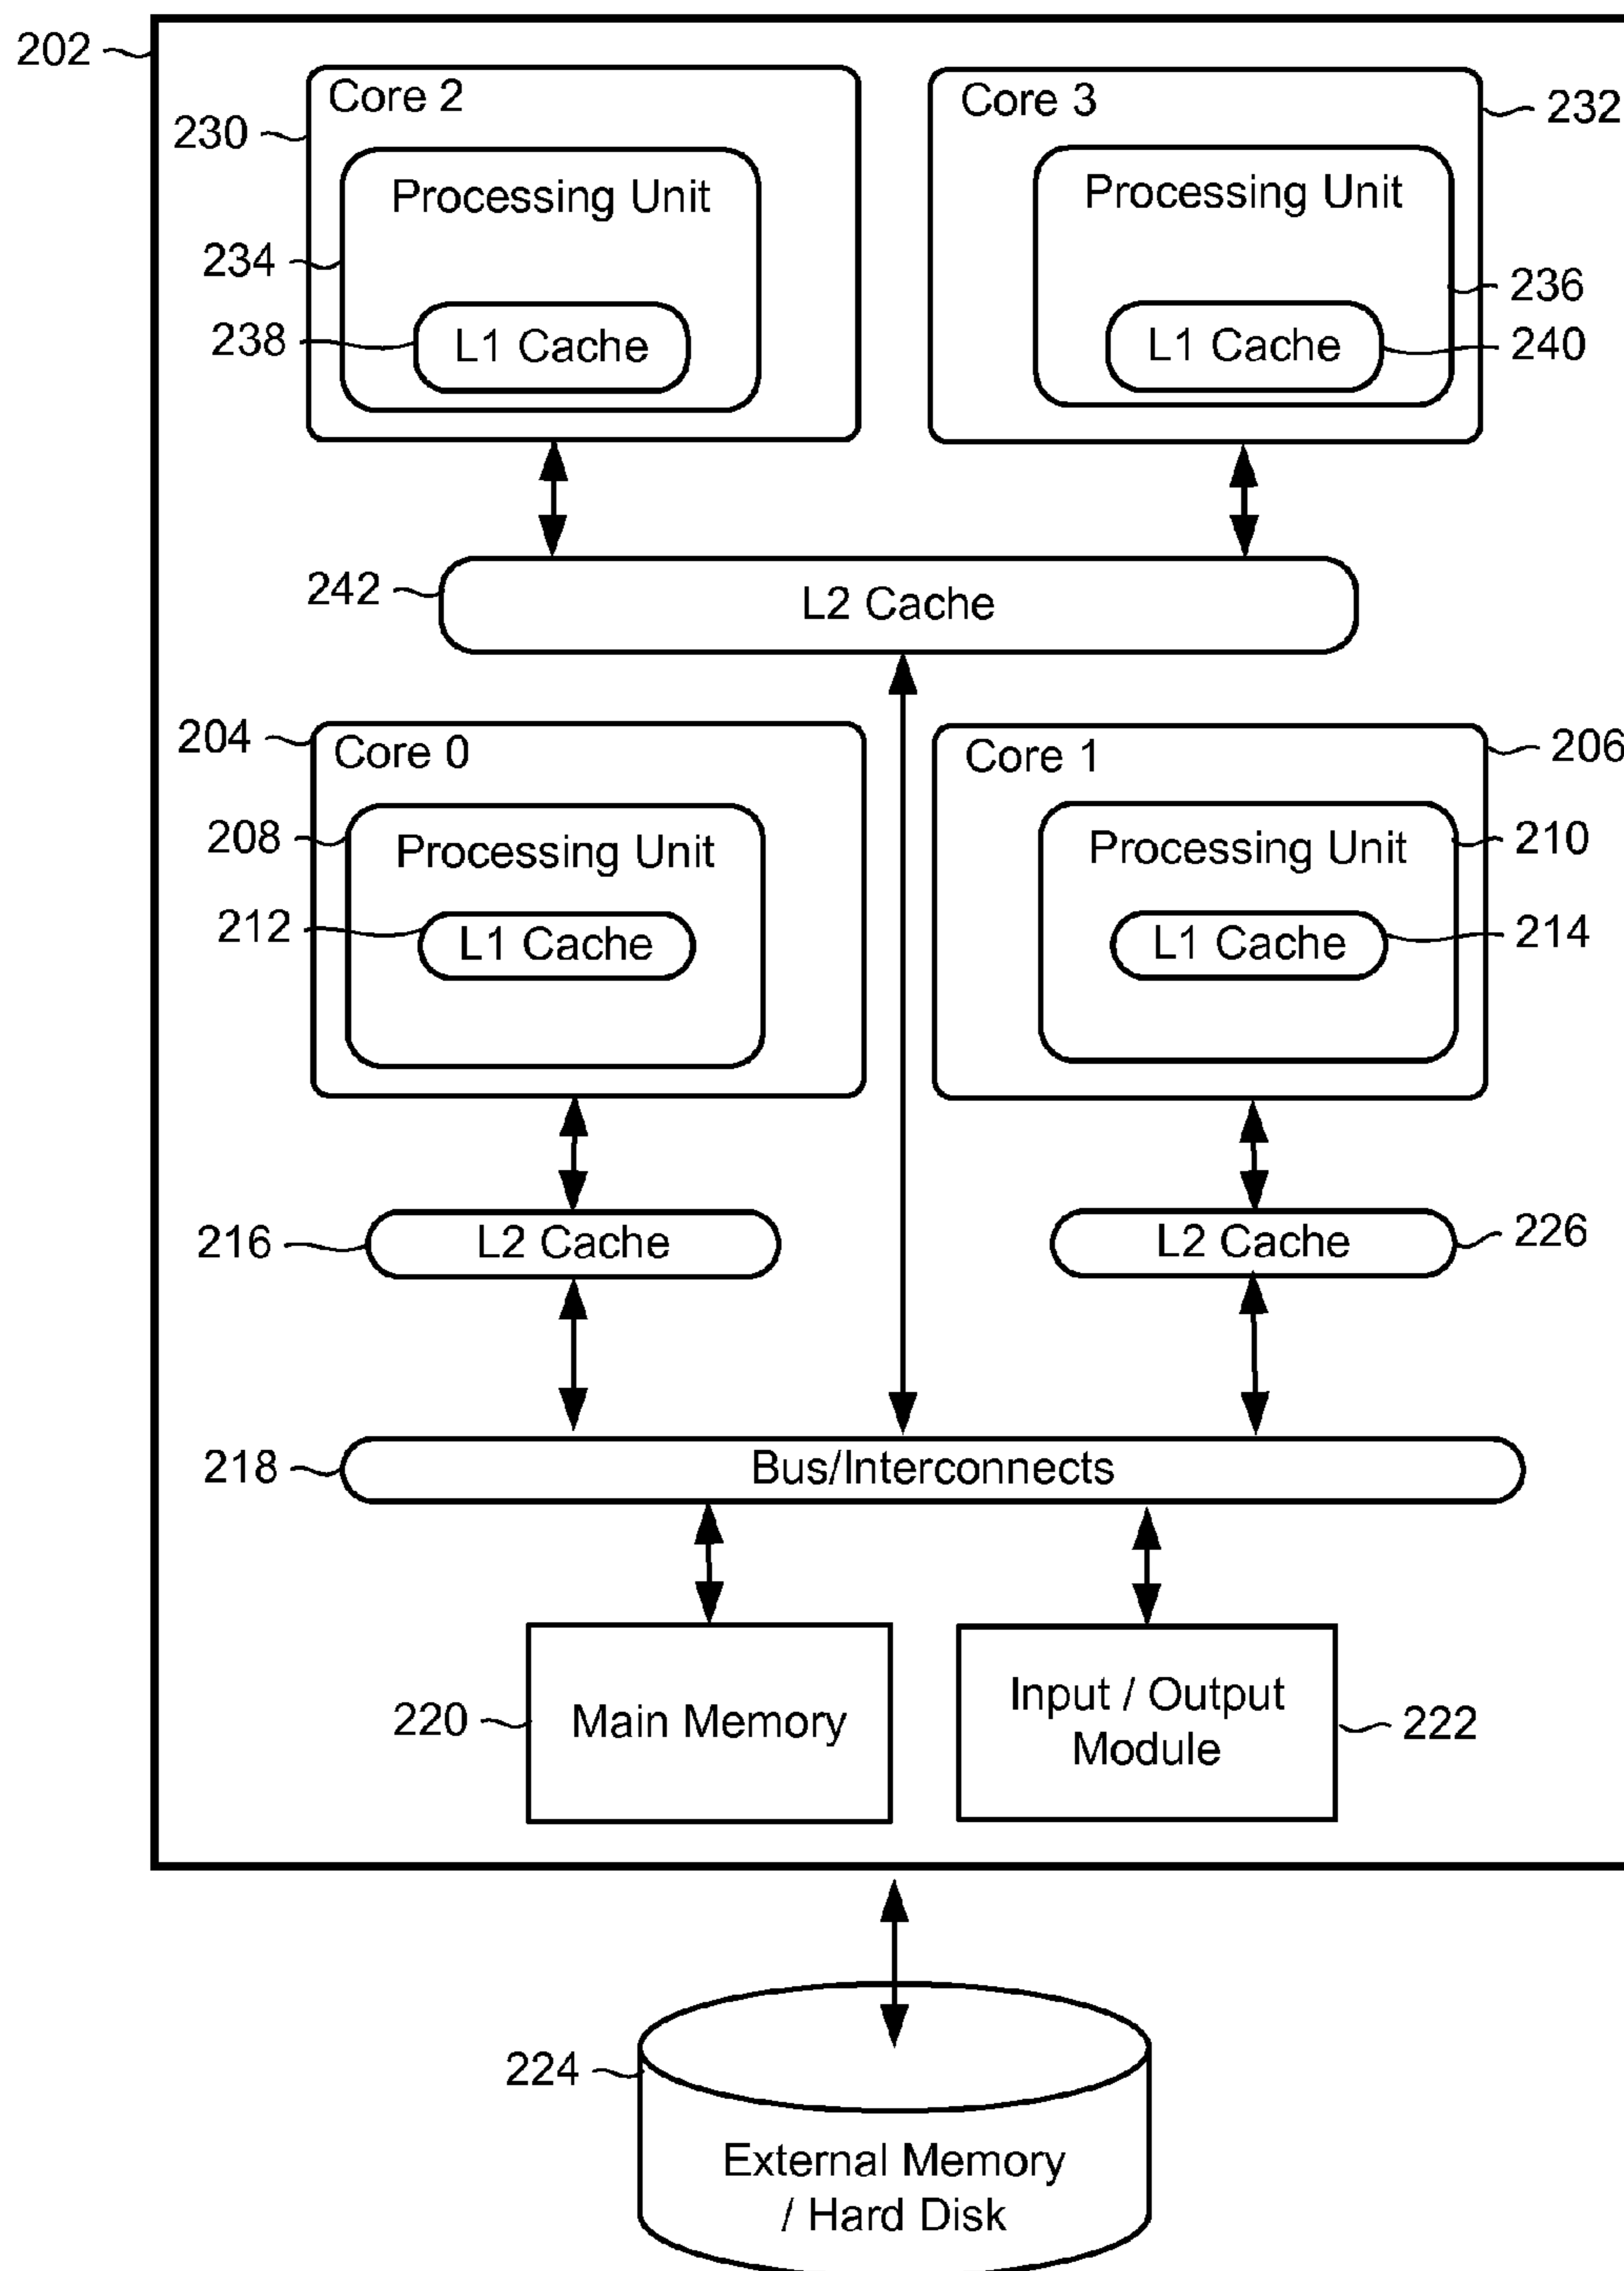 202
Core 2
Core 3
232
230
Processing Unit
Processing Unit
234
236
238
L1 Cache
L1 Cache
240
242
L2 Cache
204
Core 0
Core 1
206
208
Processing Unit
Processing Unit
210
212
L1 Cache
L1 Cache
214
216
L2 Cache
L2 Cache
226
218
Bus/Interconnects
220
Main Memory
Input / Output
Module
222
224
External Memory
/ Hard Disk